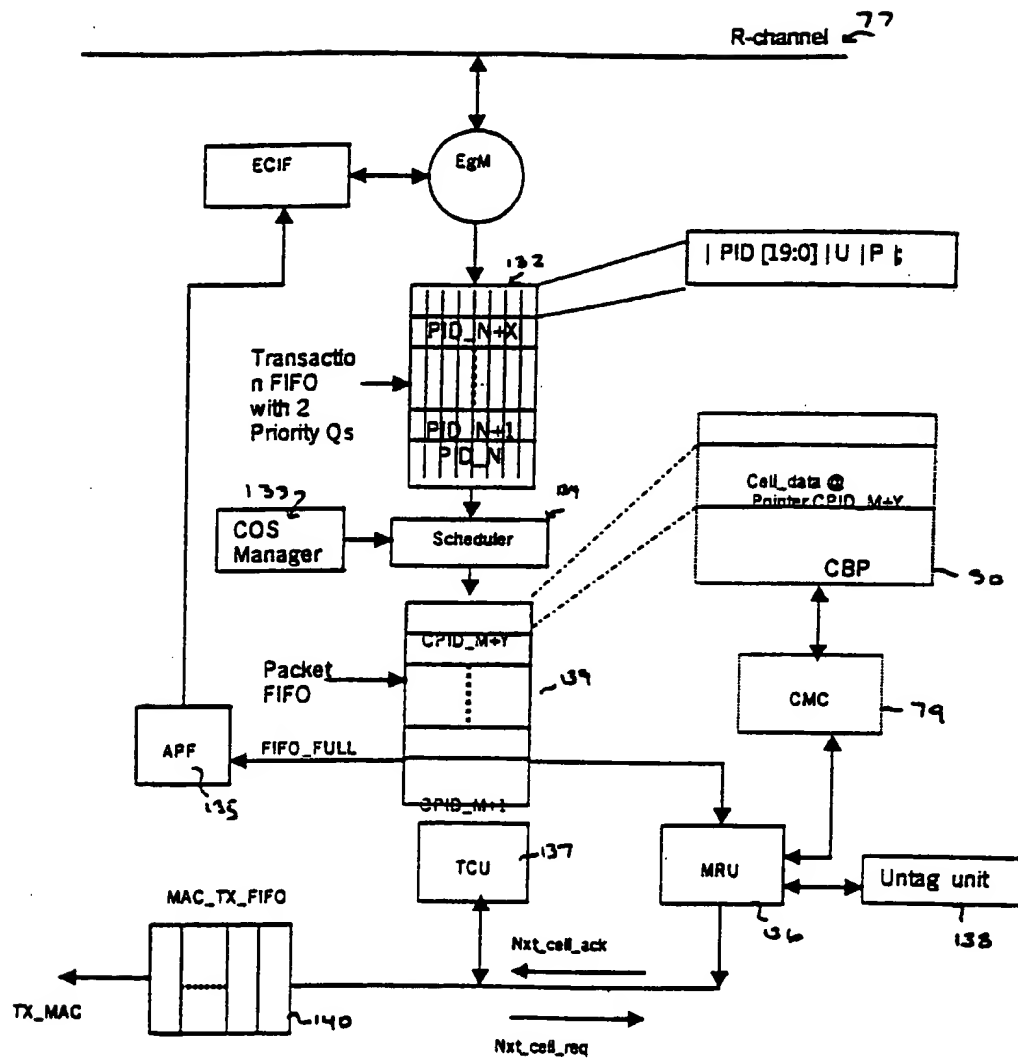 R-channel 77
ECIF
EgM
| PID [19:0] | U | P |
132
PID_N+X
Transactio
n FIFO
with 2
Priority Qs
PID_N+1
PID_N
133
134
COS
Manager
Scheduler
Cell_data @
Pointer CPID_M+Y
CBP
50
CPID_M+Y
Packet
FIFO
139
CMC
79
APF
FIFO_FULL
135
CPID_M+1
TCU
137
MRU
136
Untag unit
138
MAC_TX_FIFO
Nxt_cell_ack
TX_MAC
140
Nxt_cell_req